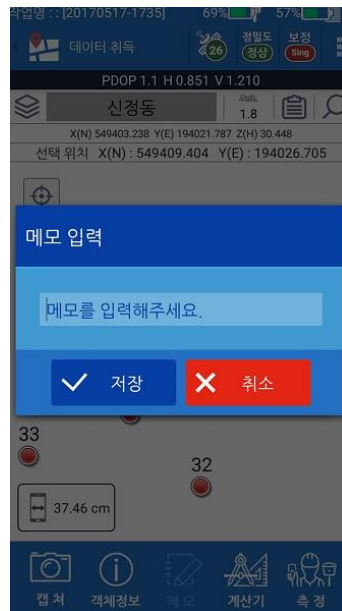 작업명 : : [20170517-1735] 69% 57%
데이터 취득 26 정밀도 정상 보정 Sing
PDOP 1.1 H 0.851 V 1.210
신정동 Ant. 1.8
X(N) 549403.238 Y(E) 194021.787 Z(H) 30.448
선택 위치 X(N) : 549409.404 Y(E) : 194026.705
메모 입력
메모를 입력해주세요.
저장 취소
33
32
37.46 cm
캡쳐 객체정보 메모 계산기 측정